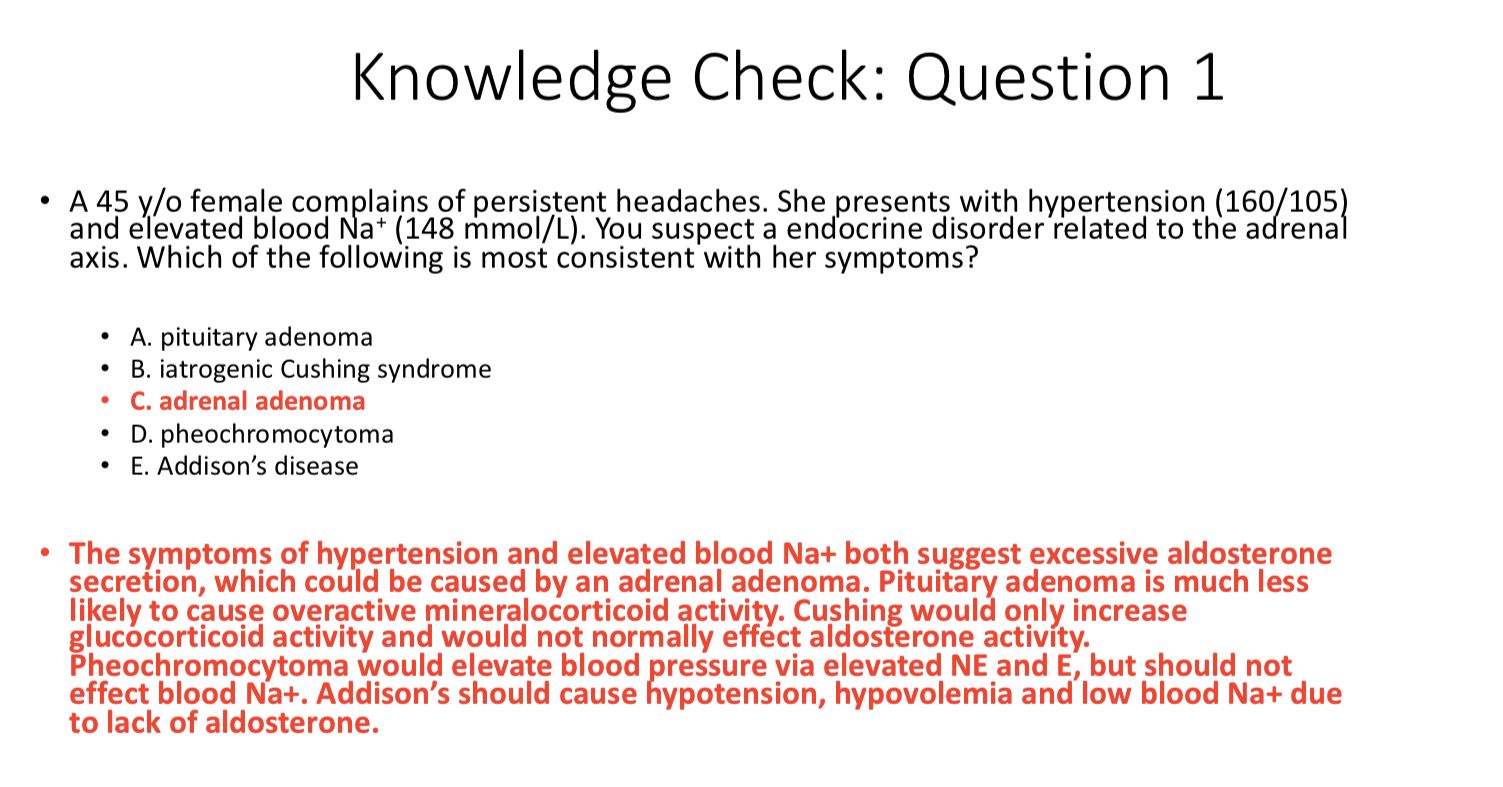 Knowledge Check: Question 1
• A 45 y/o female complains of persistent headaches. She presents with hypertension (160/105)
and elevated blood Na⁺ (148 mmol/L). You suspect a endocrine disorder related to the adrenal
axis. Which of the following is most consistent with her symptoms?
• A. pituitary adenoma
• B. iatrogenic Cushing syndrome
• C. adrenal adenoma
• D. pheochromocytoma
• E. Addison’s disease
• The symptoms of hypertension and elevated blood Na+ both suggest excessive aldosterone
secretion, which could be caused by an adrenal adenoma. Pituitary adenoma is much less
likely to cause overactive mineralocorticoid activity. Cushing would only increase
glucocorticoid activity and would not normally effect aldosterone activity.
Pheochromocytoma would elevate blood pressure via elevated NE and E, but should not
effect blood Na+. Addison’s should cause hypotension, hypovolemia and low blood Na+ due
to lack of aldosterone.